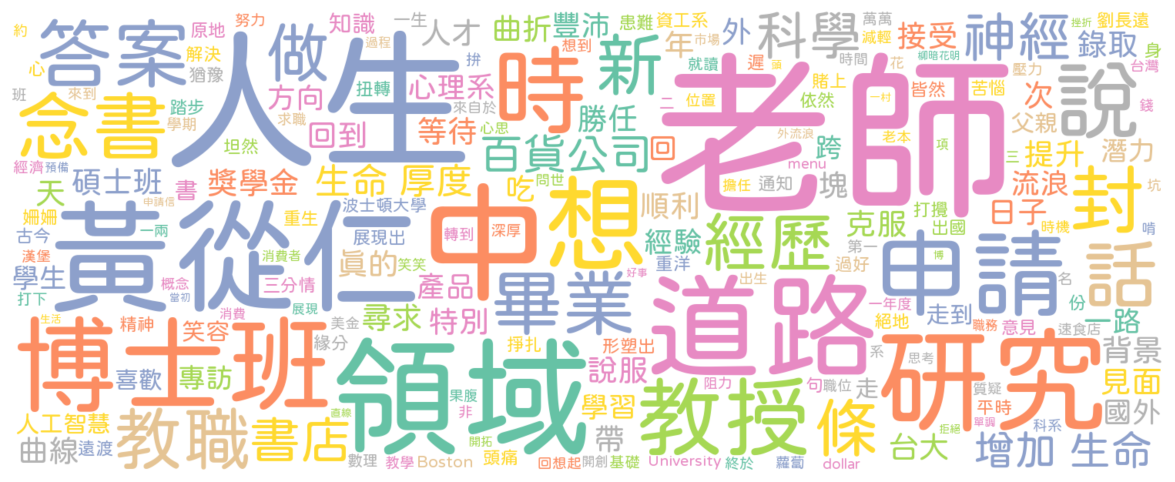 約 努力 原地 知識 一生 人才 曲折 豐沛 患難 資工系 年 外 科學 萬萬 減輕 劉長遠
答案 人生 做 解決 過程 拚 想到 市場 接受 神經 錄取 身
心 猶豫 方向 扭轉 心理系 時 新 就讀 遲 時間 花 柳暗花明 台灣
班 來到 踏步 求職 回到 來自於 落 賭上 位置 皆然 壓力 次 苦惱 說 錢
念書 學期 坦然 等待 心思 勝任 二 依然 一村 老師 父親 提升 潛力
經濟 預備 天 碩士班 書 獎學金 生命 厚度 百貨公司 回 外流浪 老本 項 跨 menu 三 流浪 坑
姍姍 申請信 問世 吃 擔任 通知 塊 日子 封
古今 一兩 重生 波士頓大學 想 順利 打攪 克服 出國 時機 啃
黃從仁 展現出 轉到 深厚 中 經驗 經歷 第一 博 申請 名 話
漢堡 學生 消費者 真的 笑笑 重洋 過好 份
打下 概念 當初 三分情 產品 好事 畢業 出生 一年度 走到 一路
生活 精神 消費 展現 尋求 特別 道路 絕地 職務 意見 速食店
博士班 笑容 美金 緣分 掙扎 形塑出 系 思考 背景
喜歡 專訪 領域 說服 阻力 句 職位 走 研究 質疑 見面
人工智慧 教職 書店 直線 果腹 非 學習 教授 條 平時 單調 科系 國外
曲線 遠渡 數理 教學 Boston 開拓 頭痛 帶 回想起 開創 基礎 University 終於 蘿蔔 dollar 台大 拒絕 增加 生命
挫折